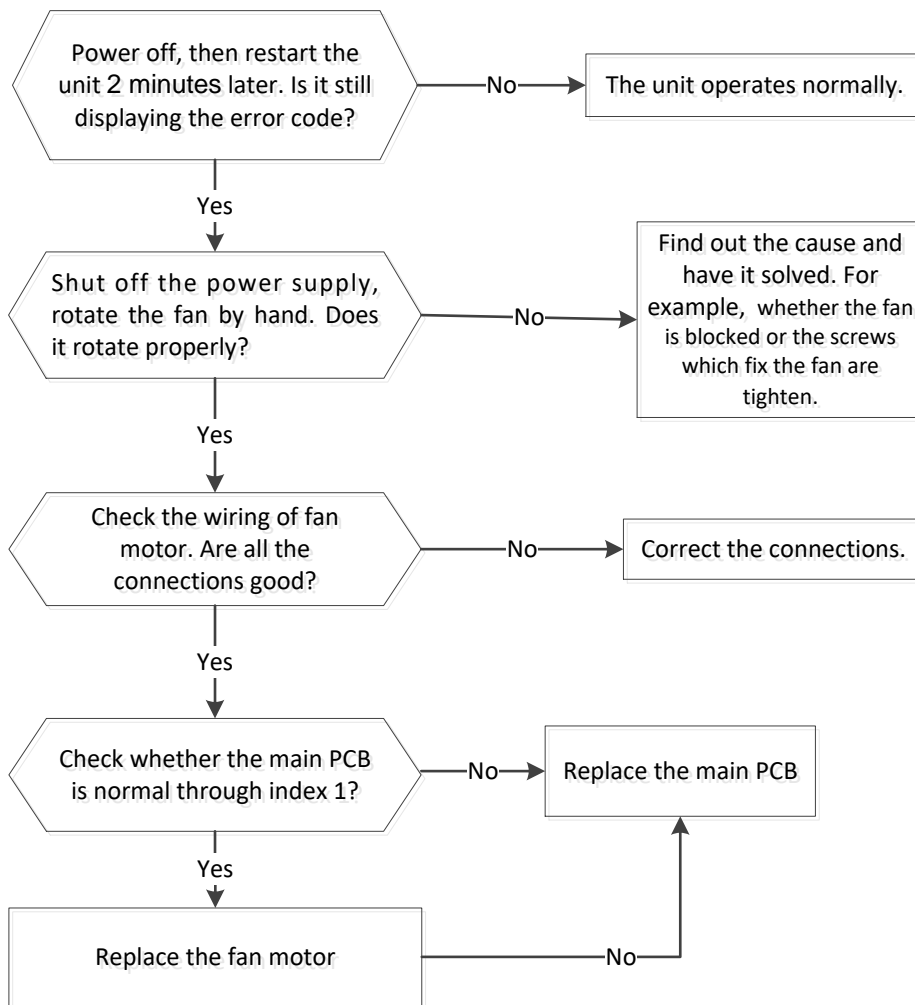 Power off, then restart the
unit 2 minutes later. Is it still
displaying the error code?
No
The unit operates normally.
Yes
Shut off the power supply,
rotate the fan by hand. Does
it rotate properly?
No
Find out the cause and
have it solved. For
example, whether the fan
is blocked or the screws
which fix the fan are
tighten.
Yes
Check the wiring of fan
motor. Are all the
connections good?
No
Correct the connections.
Yes
Check whether the main PCB
is normal through index 1?
No
Replace the main PCB
Yes
Replace the fan motor
No